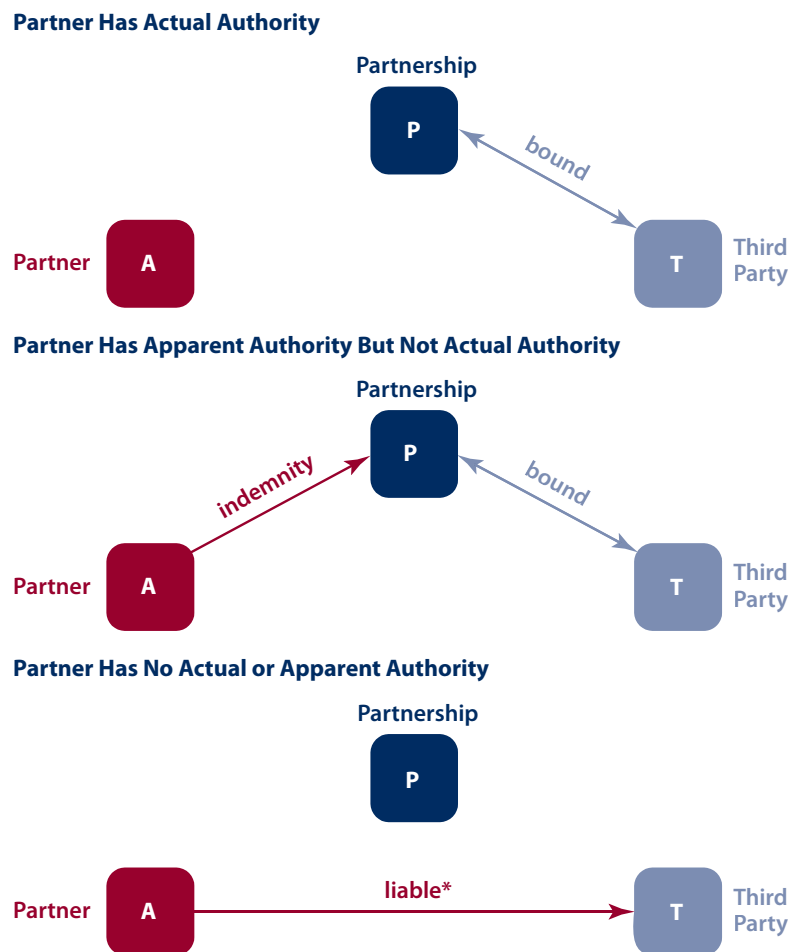 Partner Has Actual Authority
Partnership
P
bound
Partner
A
T
Third
Party
Partner Has Apparent Authority But Not Actual Authority
Partnership
P
indemnity
bound
Partner
A
T
Third
Party
Partner Has No Actual or Apparent Authority
Partnership
P
liable*
Partner
A
T
Third
Party